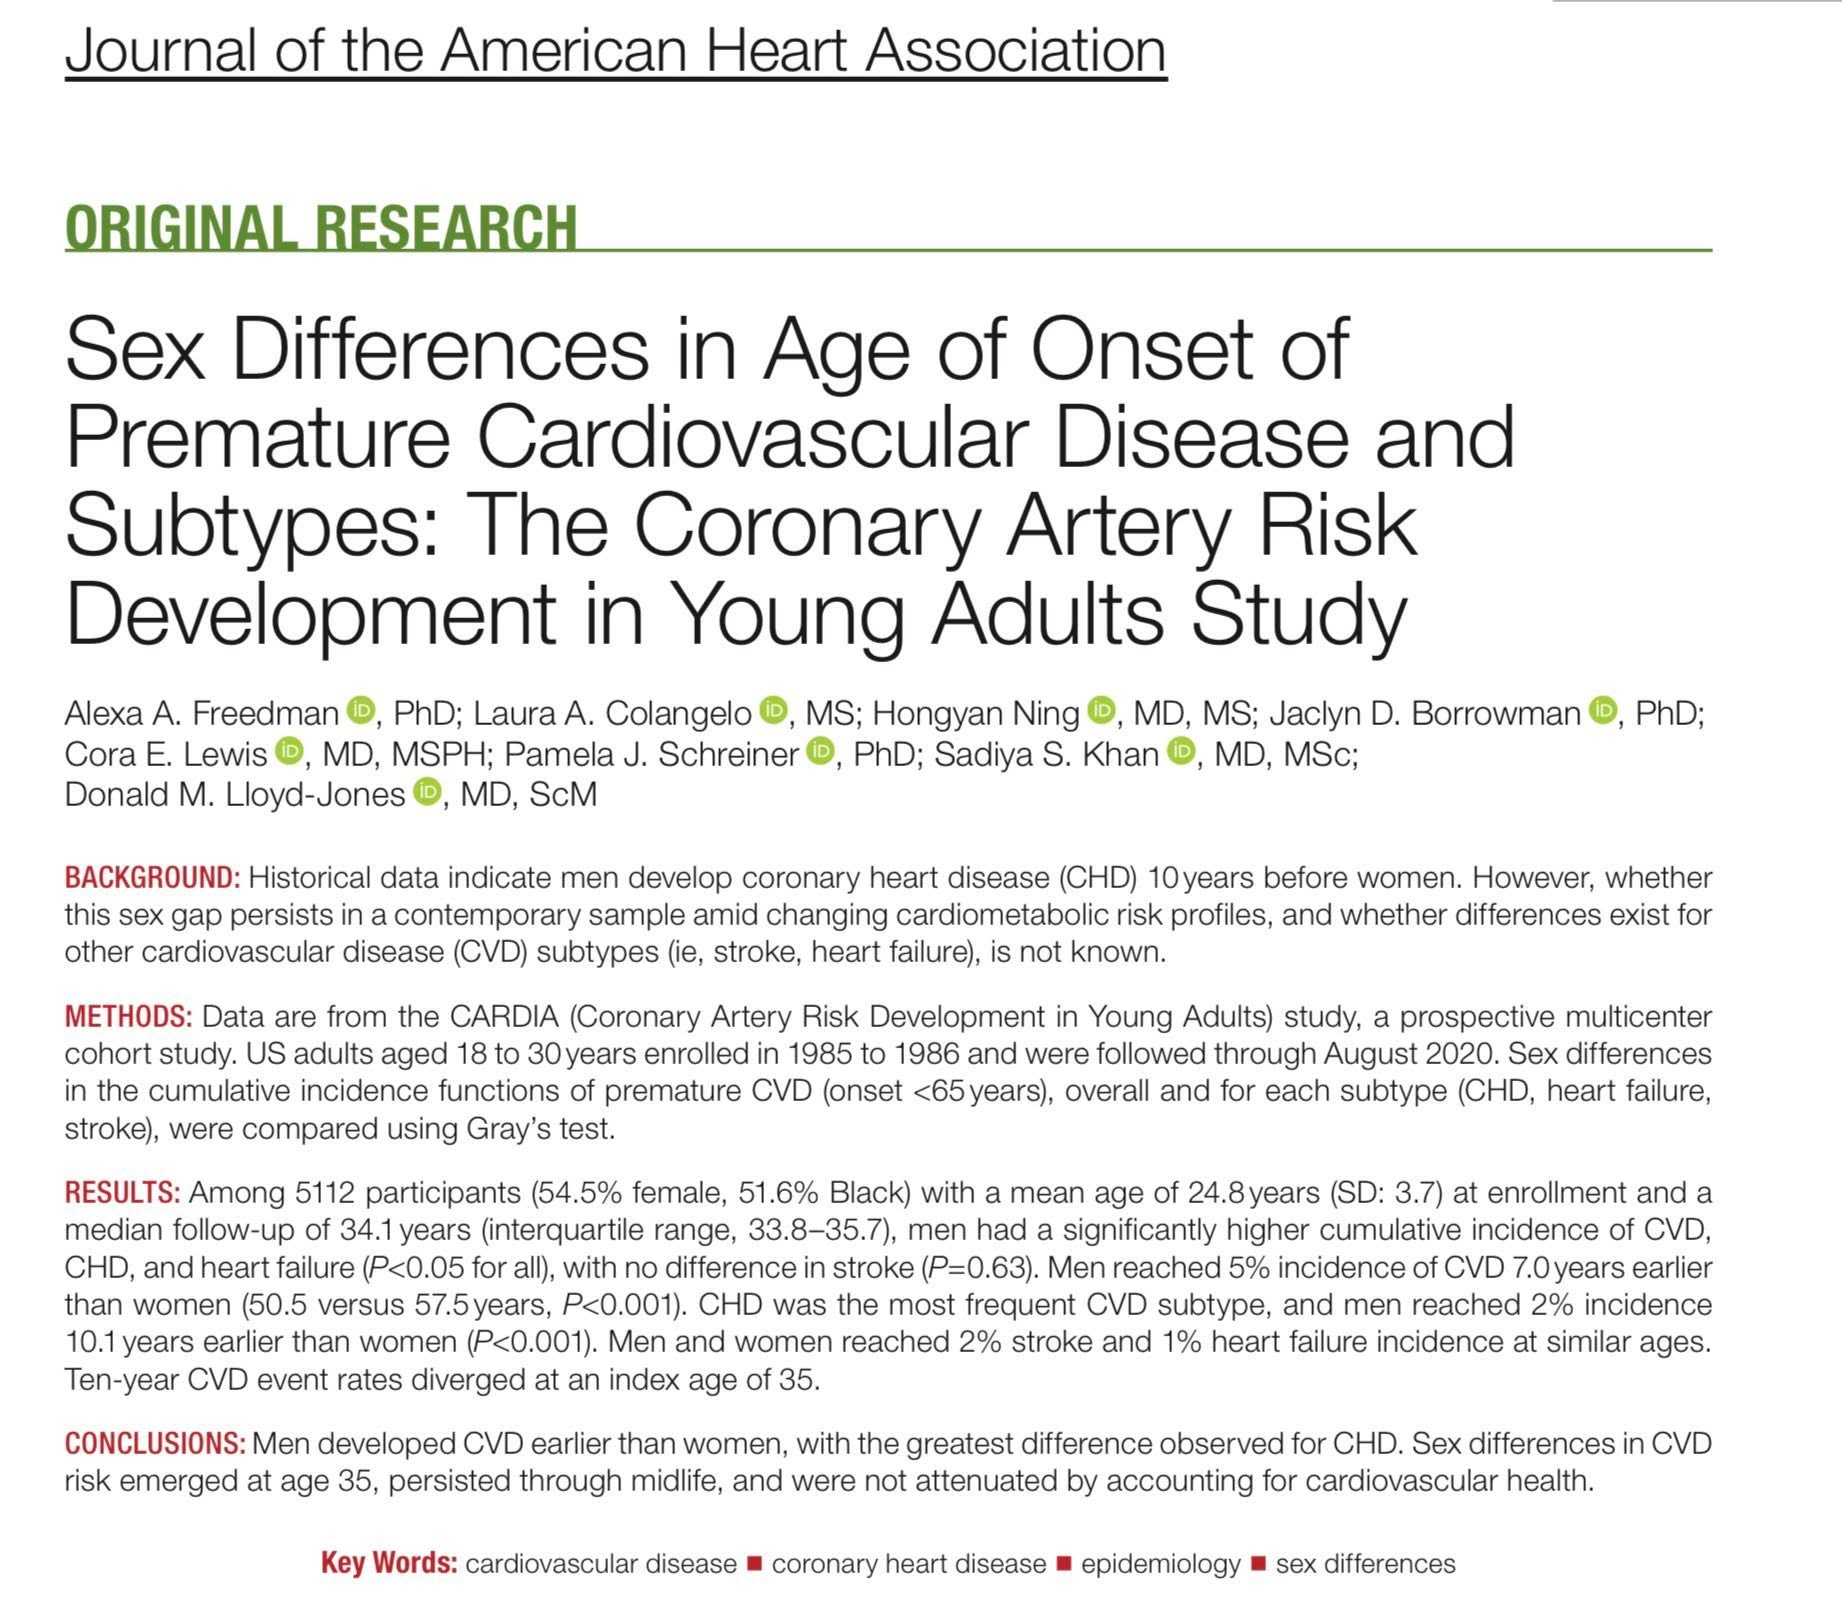 Journal of the American Heart Association
ORIGINAL RESEARCH
Sex Differences in Age of Onset of
Premature Cardiovascular Disease and
Subtypes: The Coronary Artery Risk
Development in Young Adults Study
Alexa A. Freedman iD, PhD; Laura A. Colangelo iD, MS; Hongyan Ning iD, MD, MS; Jaclyn D. Borrowman iD, PhD;
Cora E. Lewis iD, MD, MSPH; Pamela J. Schreiner iD, PhD; Sadiya S. Khan iD, MD, MSc;
Donald M. Lloyd-Jones iD, MD, ScM
BACKGROUND: Historical data indicate men develop coronary heart disease (CHD) 10 years before women. However, whether
this sex gap persists in a contemporary sample amid changing cardiometabolic risk profiles, and whether differences exist for
other cardiovascular disease (CVD) subtypes (ie, stroke, heart failure), is not known.
METHODS: Data are from the CARDIA (Coronary Artery Risk Development in Young Adults) study, a prospective multicenter
cohort study. US adults aged 18 to 30 years enrolled in 1985 to 1986 and were followed through August 2020. Sex differences
in the cumulative incidence functions of premature CVD (onset <65 years), overall and for each subtype (CHD, heart failure,
stroke), were compared using Gray’s test.
RESULTS: Among 5112 participants (54.5% female, 51.6% Black) with a mean age of 24.8 years (SD: 3.7) at enrollment and a
median follow-up of 34.1 years (interquartile range, 33.8–35.7), men had a significantly higher cumulative incidence of CVD,
CHD, and heart failure (P<0.05 for all), with no difference in stroke (P=0.63). Men reached 5% incidence of CVD 7.0 years earlier
than women (50.5 versus 57.5 years, P<0.001). CHD was the most frequent CVD subtype, and men reached 2% incidence
10.1 years earlier than women (P<0.001). Men and women reached 2% stroke and 1% heart failure incidence at similar ages.
Ten-year CVD event rates diverged at an index age of 35.
CONCLUSIONS: Men developed CVD earlier than women, with the greatest difference observed for CHD. Sex differences in CVD
risk emerged at age 35, persisted through midlife, and were not attenuated by accounting for cardiovascular health.
Key Words: cardiovascular disease ■ coronary heart disease ■ epidemiology ■ sex differences